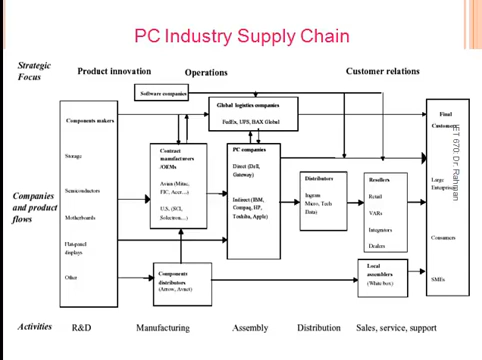 PC Industry Supply Chain
Strategic
Focus
Product innovation
Operations
Customer relations
Software companies
Global logistics companies
FedEx, UPS, BAX Global
Components makers
Storage
Semiconductors
Motherboards
Flat-panel
displays
Other
Contract
manufacturers
/OEMs
Asian (Mitac,
FIC, Acer....)
U.S. (SCI,
Selectron....)
PC companies
Direct (Dell,
Gateway)
Indirect (IBM,
Compaq, HP,
Toshiba, Apple)
Distributors
Ingram
Micro, Tech
Data)
Resellers
Retail
VARs
Integrators
Dealers
Final
Customers
Large
Enterprises
Consumers
SMEs
IET 670: Dr. Rahman
Companies
and product
flows
Components
distributors
(Arrow, Avnet)
Local
assemblers
(White box)
Activities
R&D
Manufacturing
Assembly
Distribution
Sales, service, support